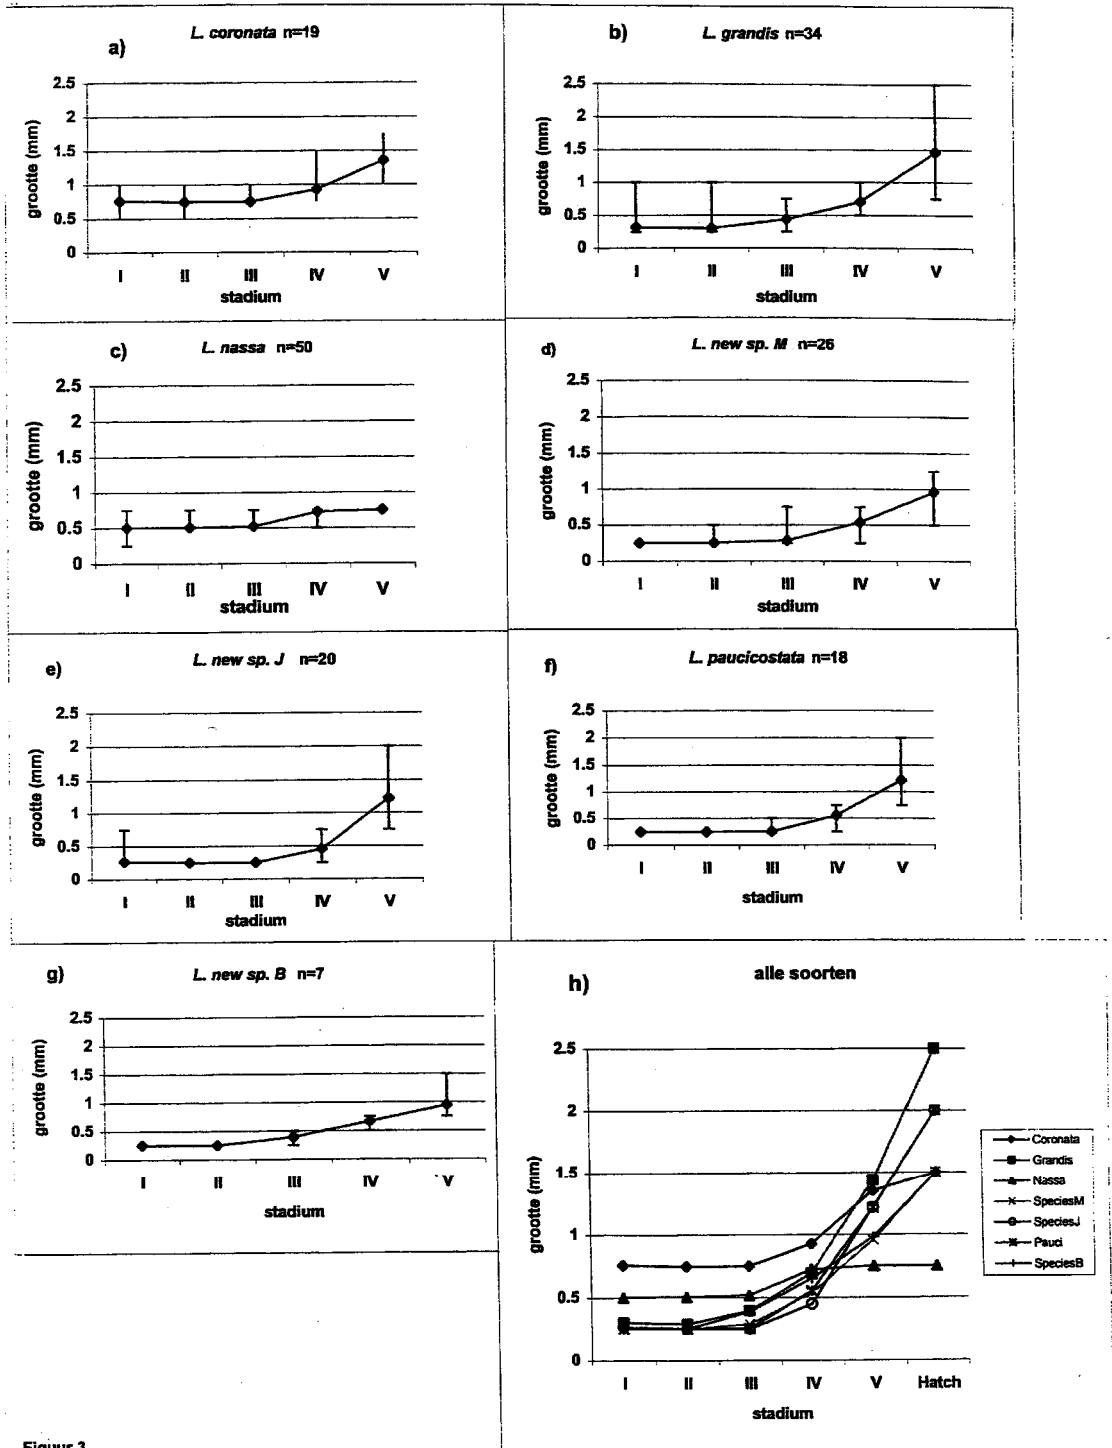 a)
L. coronata n=19
grootte (mm)
2.5
2
1.5
1
0.5
0
I II III IV V
stadium
b)
L. grandis n=34
grootte (mm)
2.5
2
1.5
1
0.5
0
I II III IV V
stadium
c)
L. nassa n=50
grootte (mm)
2.5
2
1.5
1
0.5
0
I II III IV V
stadium
d)
L. new sp. M n=26
grootte (mm)
2.5
2
1.5
1
0.5
0
I II III IV V
stadium
e)
L. new sp. J n=20
grootte (mm)
2.5
2
1.5
1
0.5
0
I II III IV V
stadium
f)
L. paucicostata n=18
grootte (mm)
2.5
2
1.5
1
0.5
0
I II III IV V
stadium
g)
L. new sp. B n=7
grootte (mm)
2.5
2
1.5
1
0.5
0
I II III IV V
stadium
h)
alle soorten
grootte (mm)
2.5
2
1.5
1
0.5
0
I II III IV V Hatch
stadium
Coronata
Grandis
Nassa
SpeciesM
SpeciesJ
Pauci
SpeciesB
Figuur 3